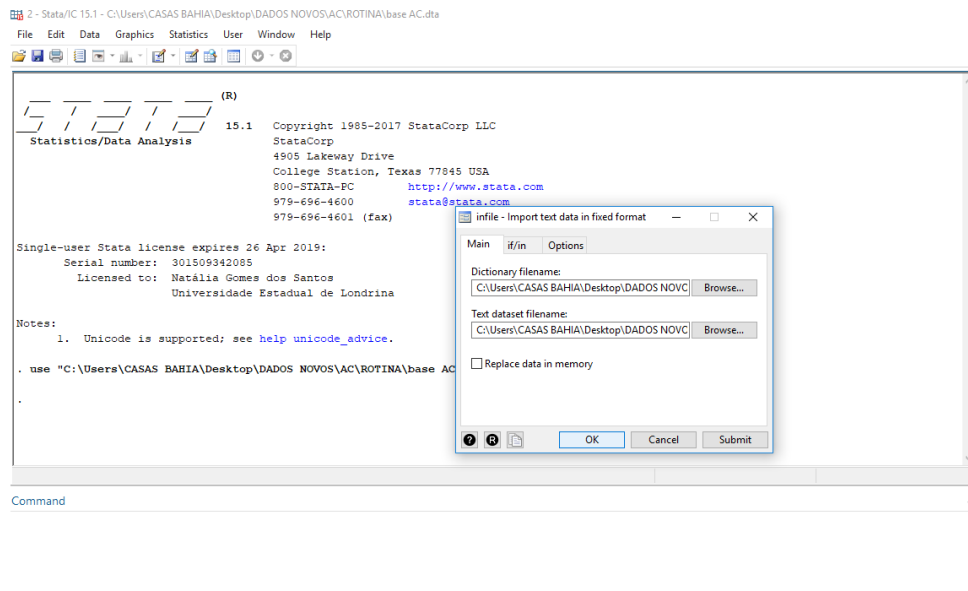 2 - Stata/IC 15.1 - C:\Users\CASAS BAHIA\Desktop\DADOS NOVOS\AC\ROTINA\base AC.dta
File Edit Data Graphics Statistics User Window Help
(R)
STATA 15.1 Copyright 1985-2017 StataCorp LLC
Statistics/Data Analysis StataCorp
4905 Lakeway Drive
College Station, Texas 77845 USA
800-STATA-PC http://www.stata.com
979-696-4600 stata@stata.com
979-696-4601 (fax)
Single-user Stata license expires 26 Apr 2019:
Serial number: 301509342085
Licensed to: Natália Gomes dos Santos
Universidade Estadual de Londrina
Notes:
1. Unicode is supported; see help unicode_advice.
. use "C:\Users\CASAS BAHIA\Desktop\DADOS NOVOS\AC\ROTINA\base AC
.
infile - Import text data in fixed format
Main if/in Options
Dictionary filename:
C:\Users\CASAS BAHIA\Desktop\DADOS NOVC Browse...
Text dataset filename:
C:\Users\CASAS BAHIA\Desktop\DADOS NOVC Browse...
Replace data in memory
? R OK Cancel Submit
Command